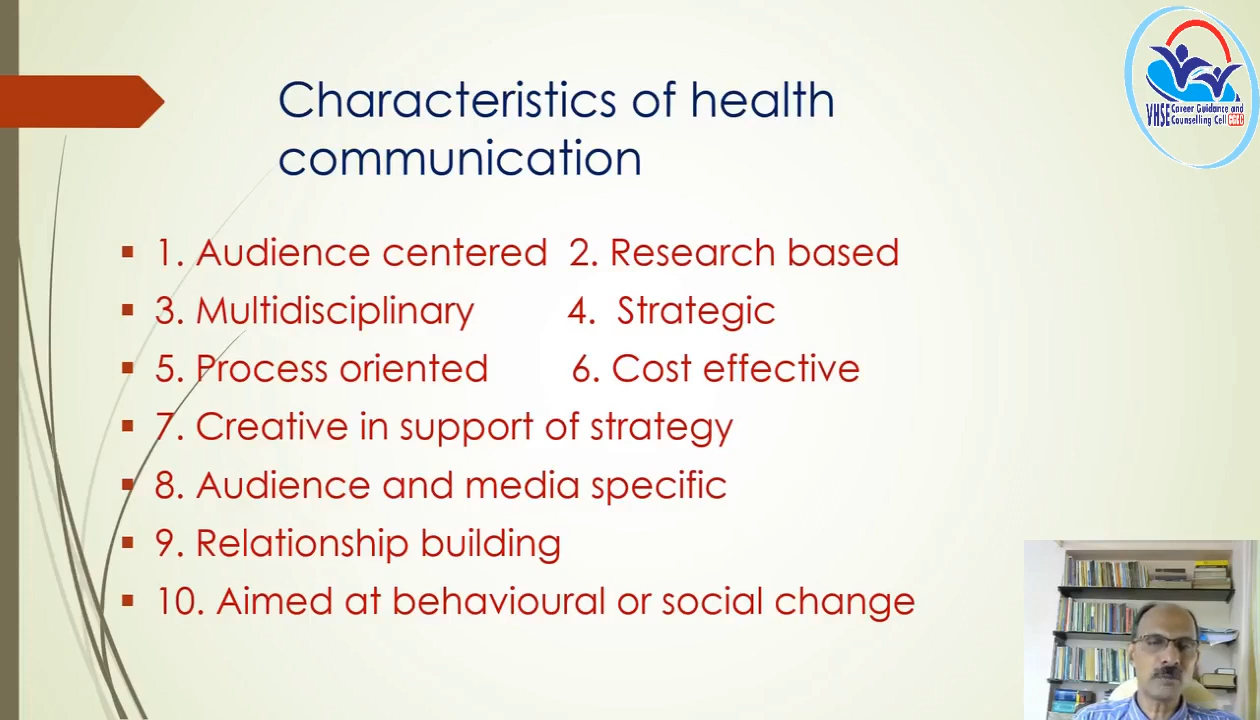 Characteristics of health
communication
VHSE Career Guidance and
Counselling Cell CGCC
1. Audience centered 2. Research based
3. Multidisciplinary 4. Strategic
5. Process oriented 6. Cost effective
7. Creative in support of strategy
8. Audience and media specific
9. Relationship building
10. Aimed at behavioural or social change